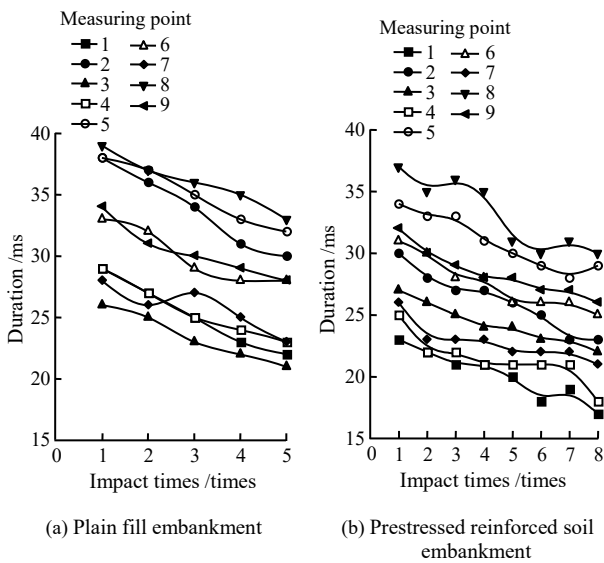 Measuring point
1 6
2 7
3 8
4 9
5
40
35
30
25
20
15
0 1 2 3 4 5
Duration /ms
Impact times /times
(a) Plain fill embankment
Measuring point
1 6
2 7
3 8
4 9
5
40
35
30
25
20
15
0 1 2 3 4 5 6 7 8
Duration /ms
Impact times /times
(b) Prestressed reinforced soil
embankment